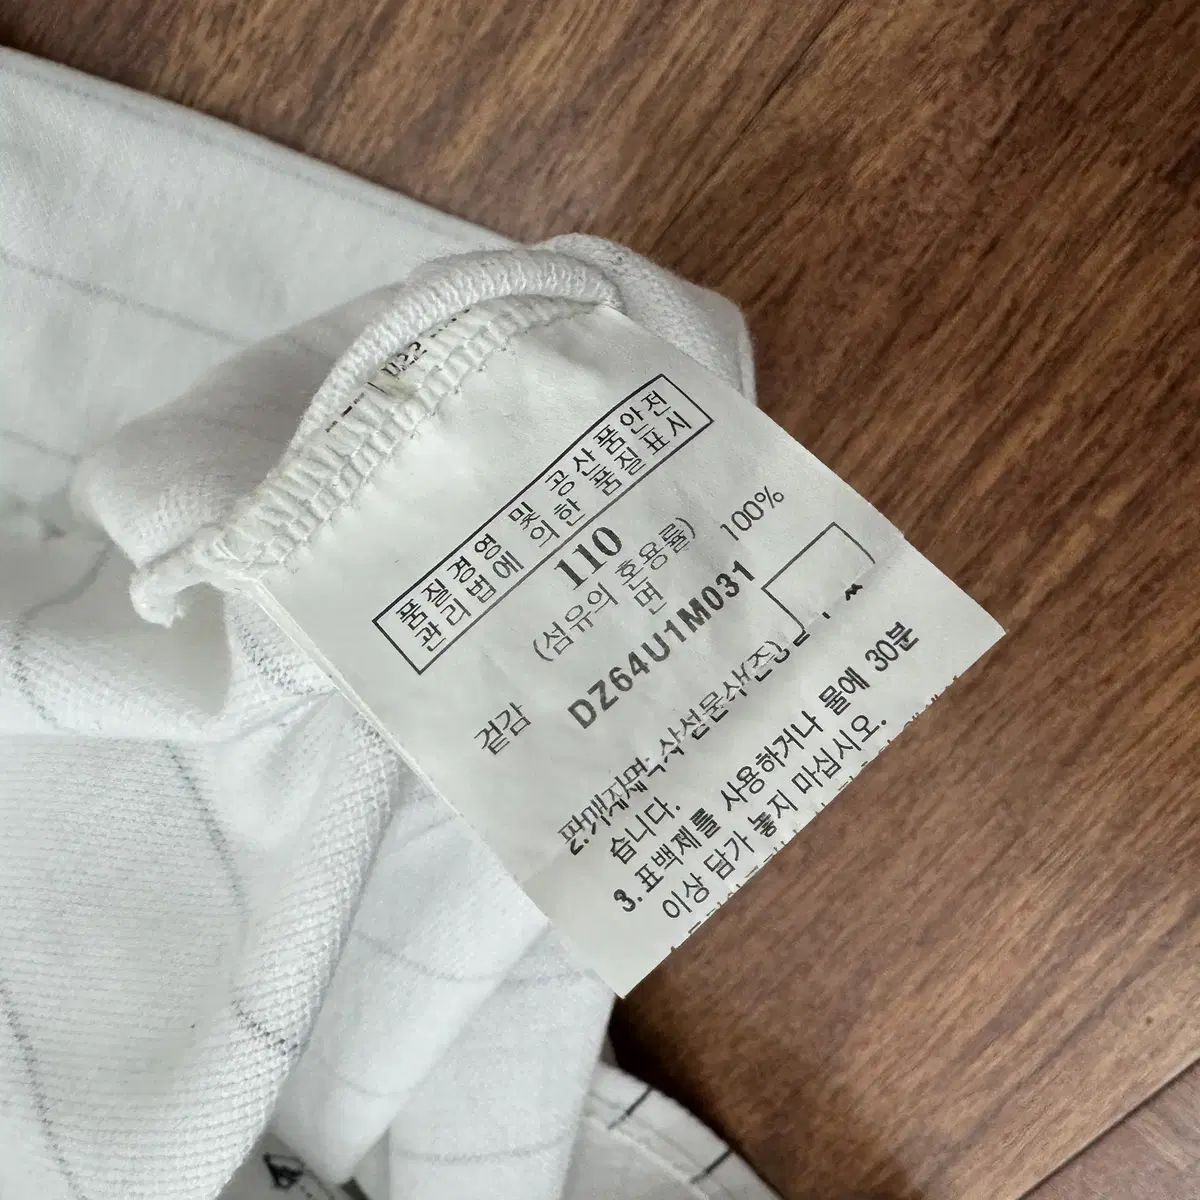 품질경영 및 공산품안전
관리법에 의한 품질표시
110
(섬유의 혼용률)
겉감 면 100%
DZ64U1M031
습니다.
3. 표백제를 사용하거나 물에 30분
이상 담가 놓지 마십시오.